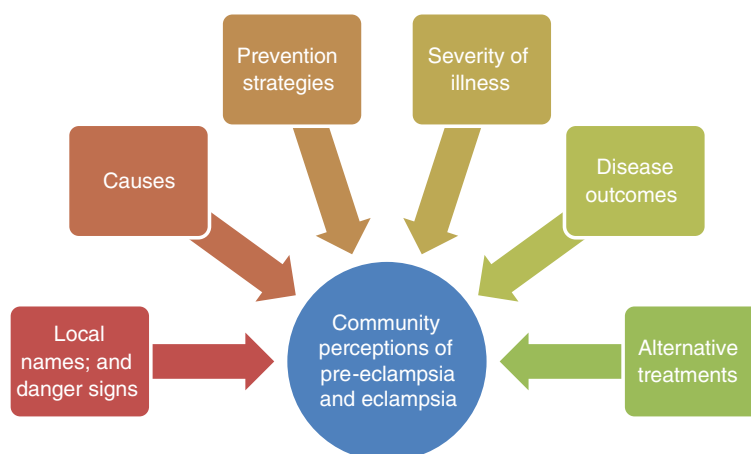 Prevention
strategies
Severity of
illness
Causes
Disease
outcomes
Local
names; and
danger signs
Community
perceptions of
pre-eclampsia
and eclampsia
Alternative
treatments